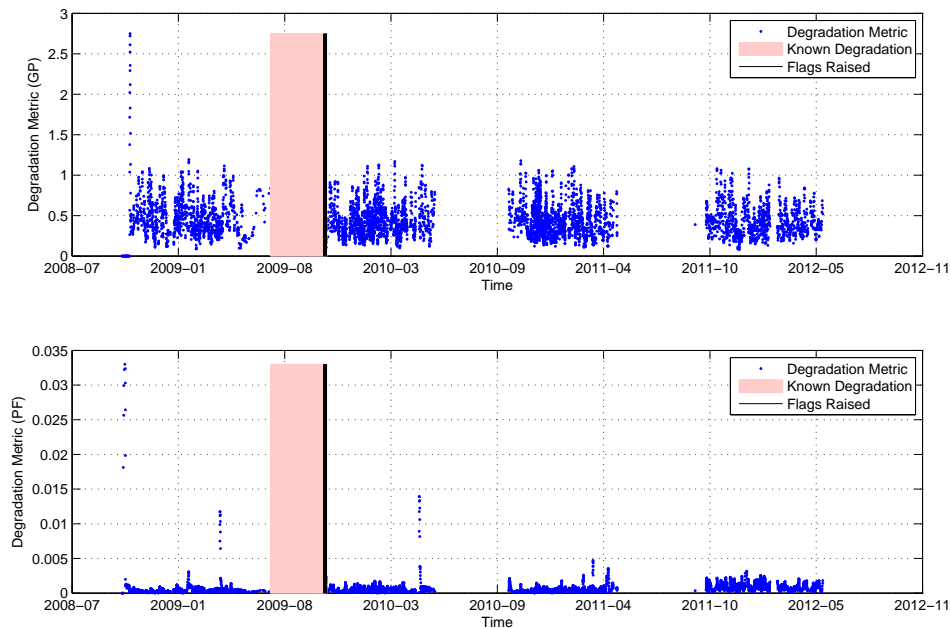 3
2.5
2
1.5
1
0.5
0
Degradation Metric (GP)
Degradation Metric
Known Degradation
Flags Raised
2008−07 2009−01 2009−08 2010−03 2010−09 2011−04 2011−10 2012−05 2012−11
Time
0.035
0.03
0.025
0.02
0.015
0.01
0.005
0
Degradation Metric (PF)
Degradation Metric
Known Degradation
Flags Raised
2008−07 2009−01 2009−08 2010−03 2010−09 2011−04 2011−10 2012−05 2012−11
Time